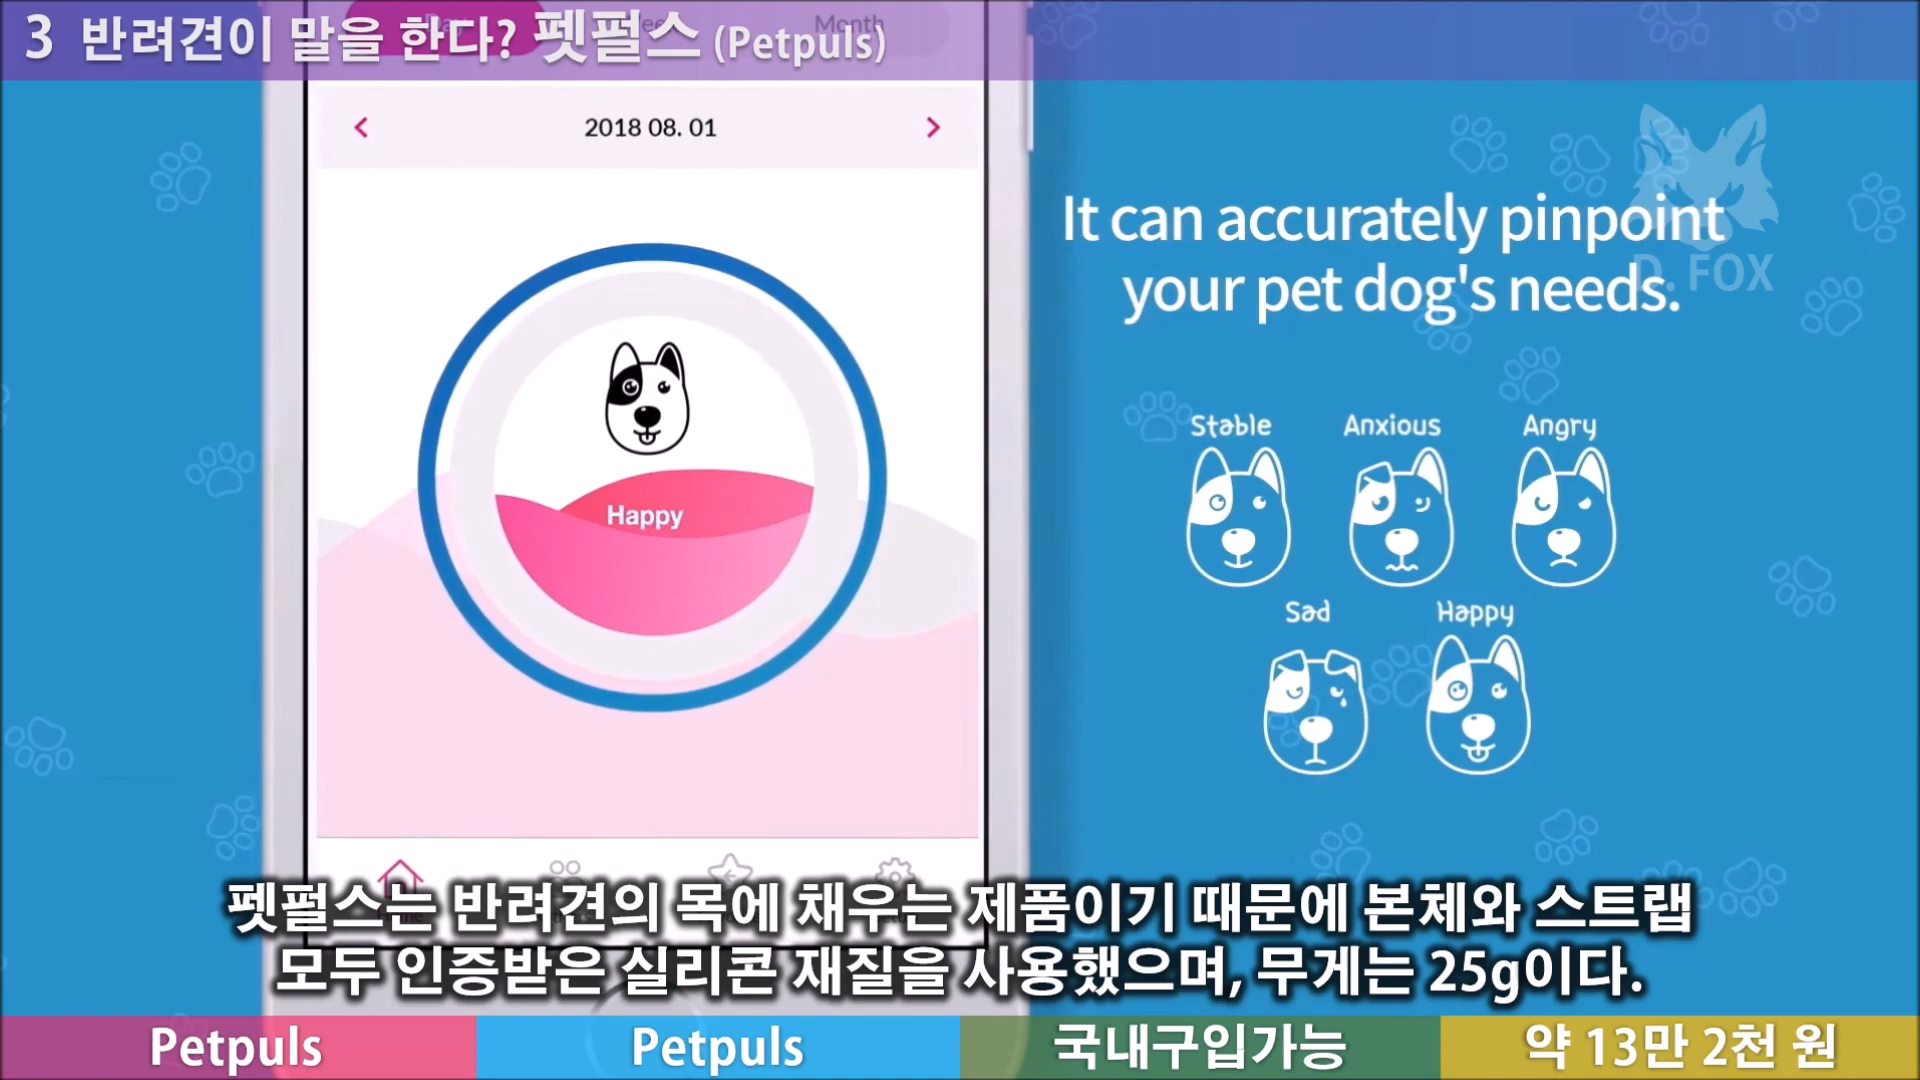 3 반려견이 말을 한다? 펫펄스 (Petpuls)
Day Week Month
2018 08. 01
Happy
It can accurately pinpoint
your pet dog's needs.
D. FOX
Stable Anxious Angry
Sad Happy
펫펄스는 반려견의 목에 채우는 제품이기 때문에 본체와 스트랩
모두 인증받은 실리콘 재질을 사용했으며, 무게는 25g이다.
Petpuls Petpuls 국내구입가능 약 13만 2천 원